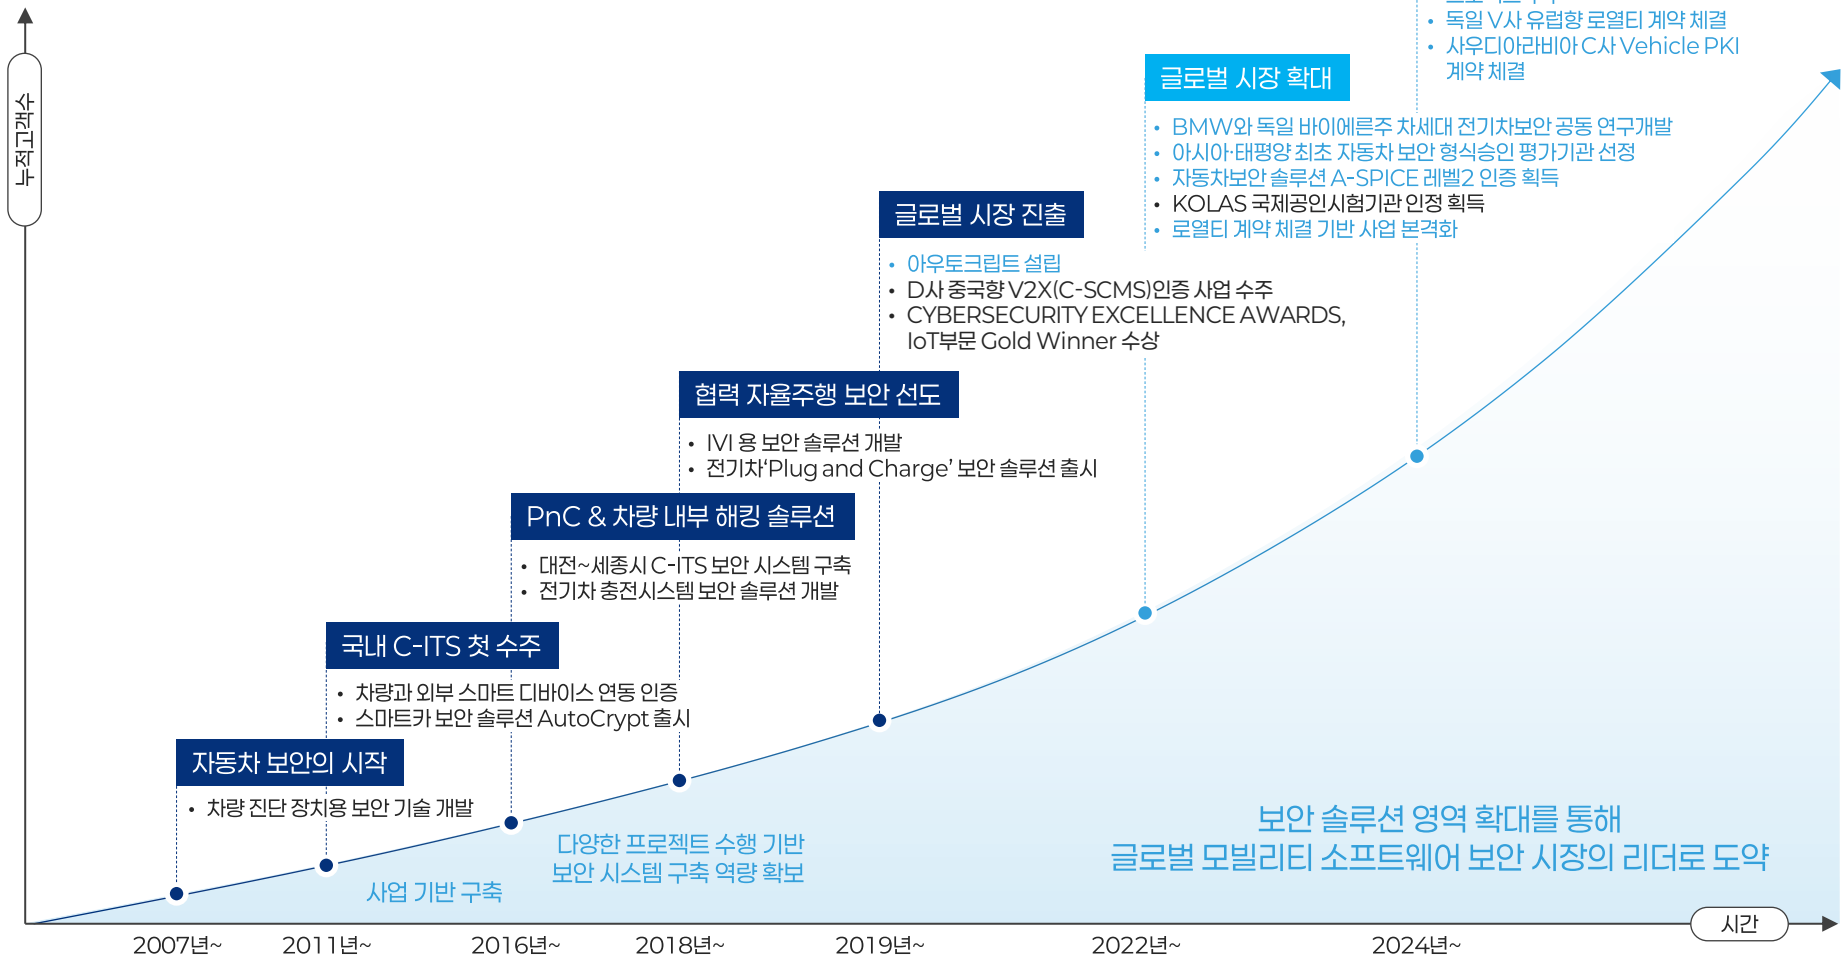 누적고객수
• 독일 V사 유럽향 로열티 계약 체결
• 사우디아라비아 C사 Vehicle PKI
계약 체결
글로벌 시장 확대
• BMW와 독일 바이에른주 차세대 전기차보안 공동 연구개발
• 아시아·태평양 최초 자동차 보안 형식승인 평가기관 선정
• 자동차보안 솔루션 A-SPICE 레벨2 인증 획득
• KOLAS 국제공인시험기관 인정 획득
• 로열티 계약 체결 기반 사업 본격화
글로벌 시장 진출
• 아우토크립트 설립
• D사 중국향 V2X(C-SCMS)인증 사업 수주
• CYBERSECURITY EXCELLENCE AWARDS,
IoT부문 Gold Winner 수상
협력 자율주행 보안 선도
• IVI 용 보안 솔루션 개발
• 전기차‘Plug and Charge’ 보안 솔루션 출시
PnC & 차량 내부 해킹 솔루션
• 대전~세종시 C-ITS 보안 시스템 구축
• 전기차 충전시스템 보안 솔루션 개발
국내 C-ITS 첫 수주
• 차량과 외부 스마트 디바이스 연동 인증
• 스마트카 보안 솔루션 AutoCrypt 출시
자동차 보안의 시작
• 차량 진단 장치용 보안 기술 개발
사업 기반 구축
다양한 프로젝트 수행 기반
보안 시스템 구축 역량 확보
보안 솔루션 영역 확대를 통해
글로벌 모빌리티 소프트웨어 보안 시장의 리더로 도약
시간
2007년~
2011년~
2016년~
2018년~
2019년~
2022년~
2024년~